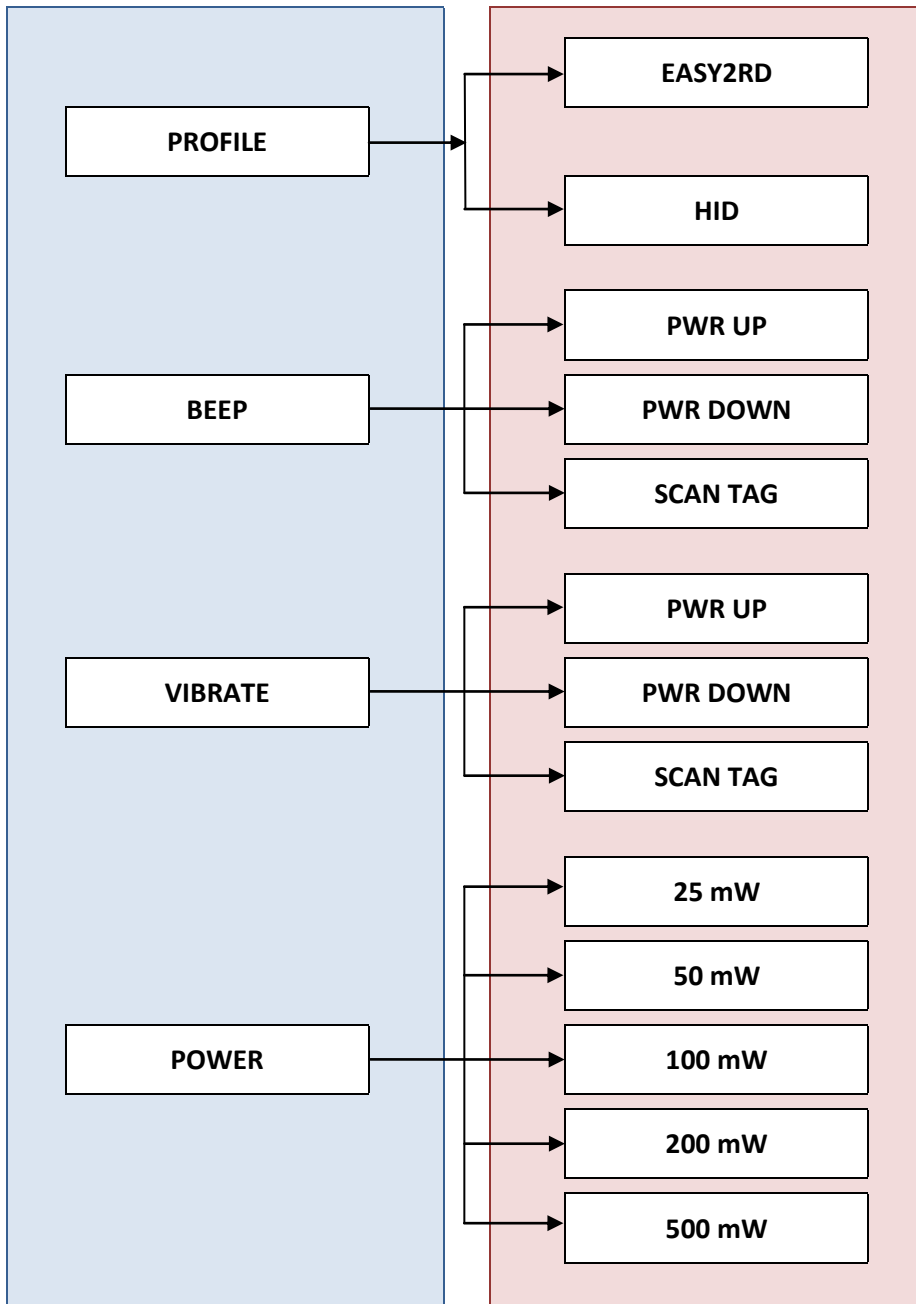 PROFILE
EASY2RD
HID
BEEP
PWR UP
PWR DOWN
SCAN TAG
VIBRATE
PWR UP
PWR DOWN
SCAN TAG
POWER
25 mW
50 mW
100 mW
200 mW
500 mW